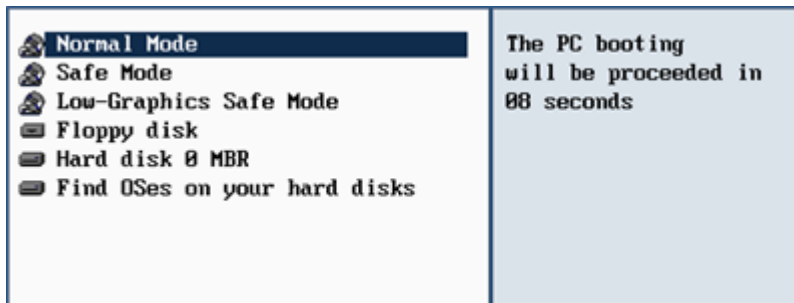 Normal Mode
Safe Mode
Low-Graphics Safe Mode
Floppy disk
Hard disk 0 MBR
Find OSes on your hard disks
The PC booting
will be proceeded in
08 seconds